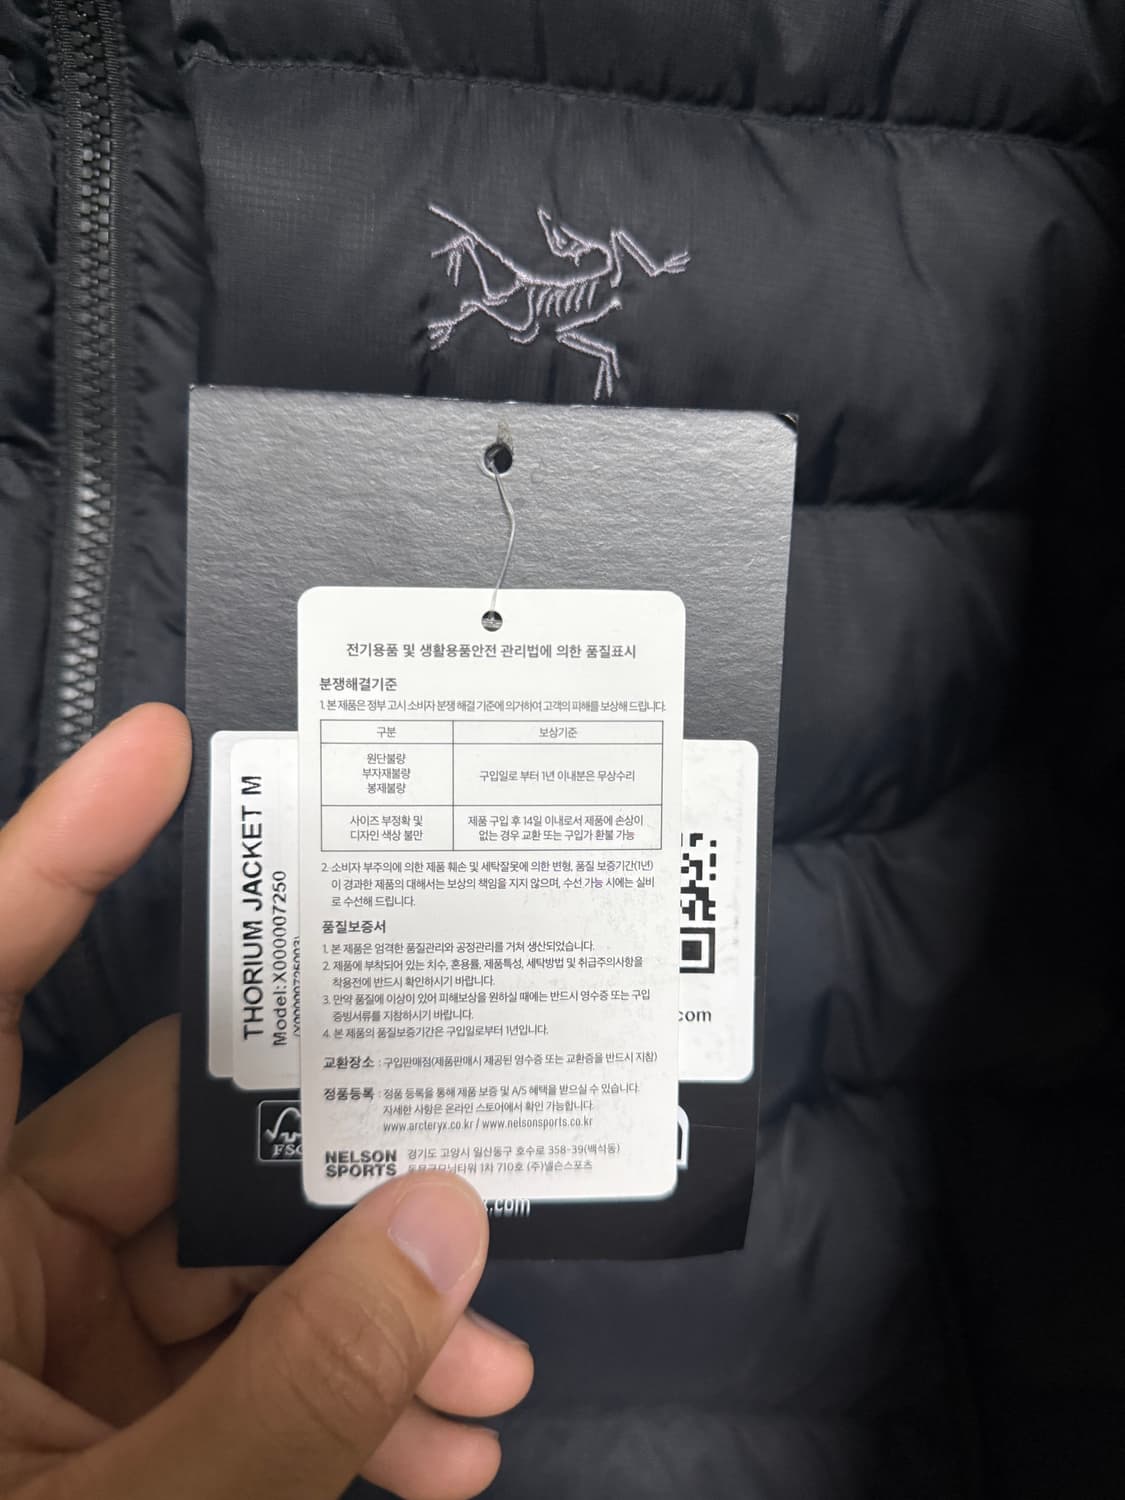 전기용품 및 생활용품안전 관리법에 의한 품질표시
분쟁해결기준
1. 본 제품은 정부 고시 소비자 분쟁 해결 기준에 의거하여 고객의 피해를 보상해 드립니다.
구분 보상기준
원단불량
부자재불량
봉제불량
구입일로 부터 1년 이내분은 무상수리
사이즈 부정확 및
디자인 색상 불만
제품 구입 후 14일 이내로서 제품에 손상이
없는 경우 교환 또는 구입가 환불 가능
2. 소비자 부주의에 의한 제품 훼손 및 세탁잘못에 의한 변형, 품질 보증기간(1년)
이 경과한 제품의 대해서는 보상의 책임을 지지 않으며, 수선 가능 시에는 실비
로 수선해 드립니다.
품질보증서
1. 본 제품은 엄격한 품질관리와 공정관리를 거쳐 생산되었습니다.
2. 제품에 부착되어 있는 치수, 혼용률, 제품특성, 세탁방법 및 취급주의사항을
착용전에 반드시 확인하시기 바랍니다.
3. 만약 품질에 이상이 있어 피해보상을 원하실 때에는 반드시 영수증 또는 구입
증빙서류를 지참하시기 바랍니다.
4. 본 제품의 품질보증기간은 구입일로부터 1년입니다.
교환장소 : 구입판매점(제품판매시 제공된 영수증 또는 교환증을 반드시 지참)
정품등록 : 정품 등록을 통해 제품 보증 및 A/S 혜택을 받으실 수 있습니다.
자세한 사항은 온라인 스토어에서 확인 가능합니다.
www.arcteryx.co.kr / www.nelsonsports.co.kr
NELSON
SPORTS
경기도 고양시 일산동구 호수로 358-39(백석동)
1차 710호 (주)넬슨스포츠
THORIUM JACKET M
Model:X000007250
.com
FSC
.com